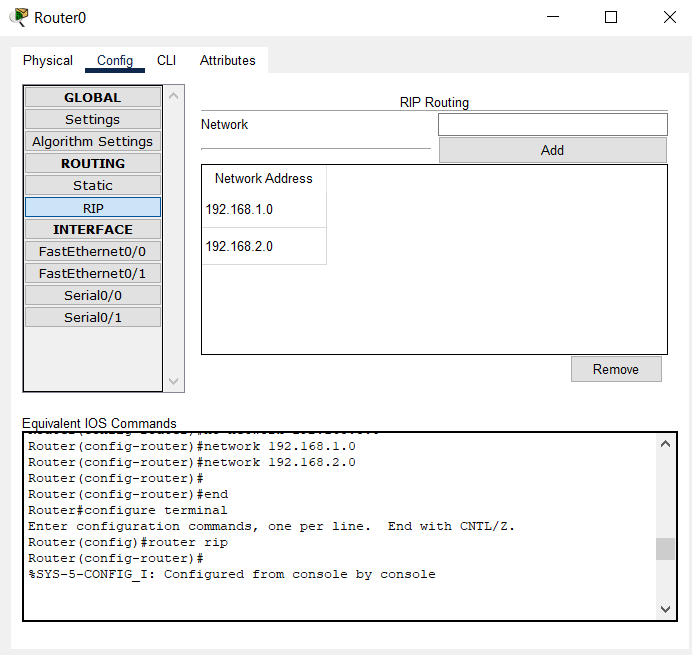 Router0
Physical Config CLI Attributes
GLOBAL
Settings
Algorithm Settings
ROUTING
Static
RIP
INTERFACE
FastEthernet0/0
FastEthernet0/1
Serial0/0
Serial0/1
RIP Routing
Network
Add
Network Address
192.168.1.0
192.168.2.0
Remove
Equivalent IOS Commands
Router(config-router)#network 192.168.1.0
Router(config-router)#network 192.168.2.0
Router(config-router)#
Router(config-router)#end
Router#configure terminal
Enter configuration commands, one per line.  End with CNTL/Z.
Router(config)#router rip
Router(config-router)#
%SYS-5-CONFIG_I: Configured from console by console